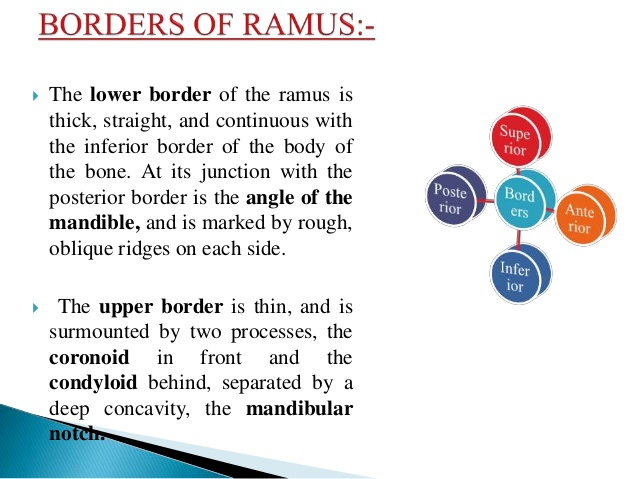 BORDERS OF RAMUS:-
The lower border of the ramus is
thick, straight, and continuous with
the inferior border of the body of
the bone. At its junction with the
posterior border is the angle of the
mandible, and is marked by rough,
oblique ridges on each side.
The upper border is thin, and is
surmounted by two processes, the
coronoid in front and the
condyloid behind, separated by a
deep concavity, the mandibular
notch.
Supe
rior
Poste
rior
Bord
ers
Ante
rior
Infer
ior